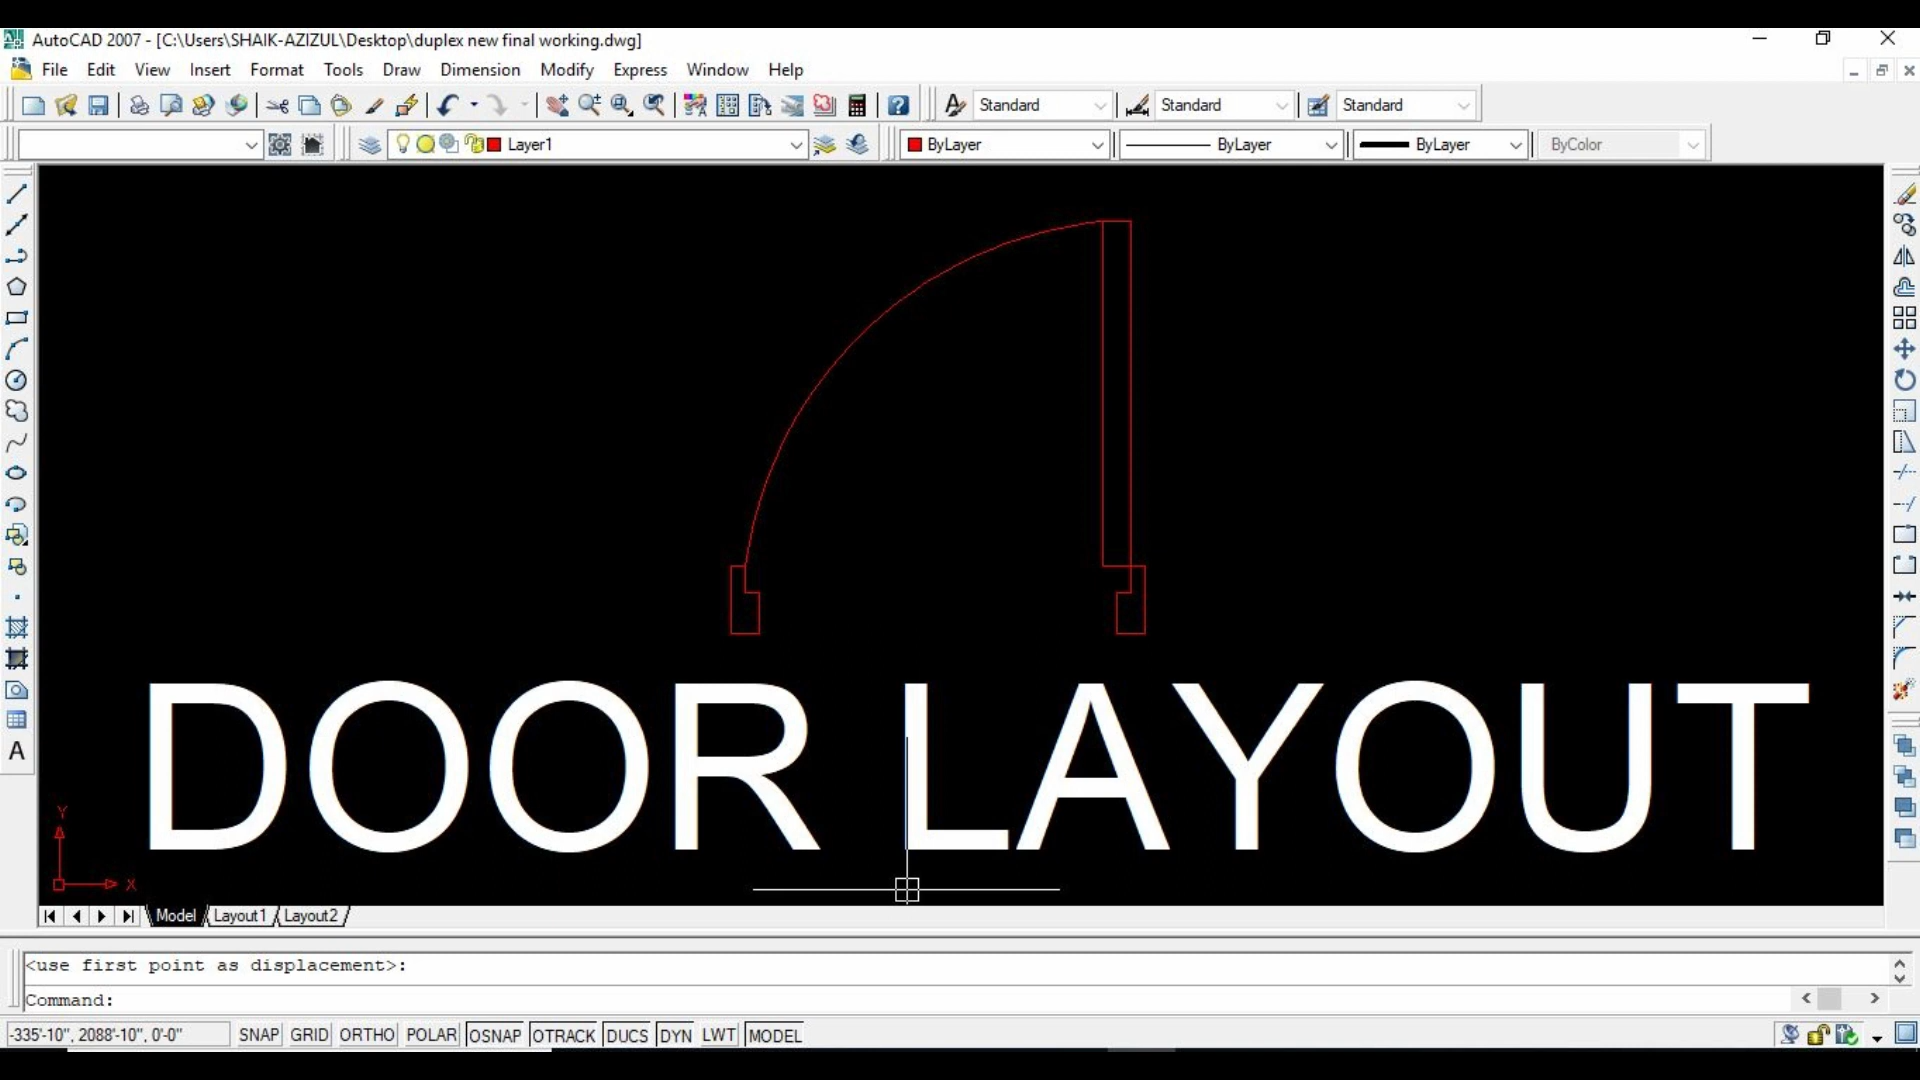 AutoCAD 2007 - [C:\Users\SHAIK-AZIZUL\Desktop\duplex new final working.dwg]
File Edit View Insert Format Tools Draw Dimension Modify Express Window Help
Standard Standard Standard
Layer1 ByLayer ByLayer ByLayer ByColor
DOOR LAYOUT
Y
X
A
Model Layout1 Layout2
<use first point as displacement>:
Command:
-335'-10", 2088'-10", 0'-0" SNAP GRID ORTHO POLAR OSNAP OTRACK DUCS DYN LWT MODEL